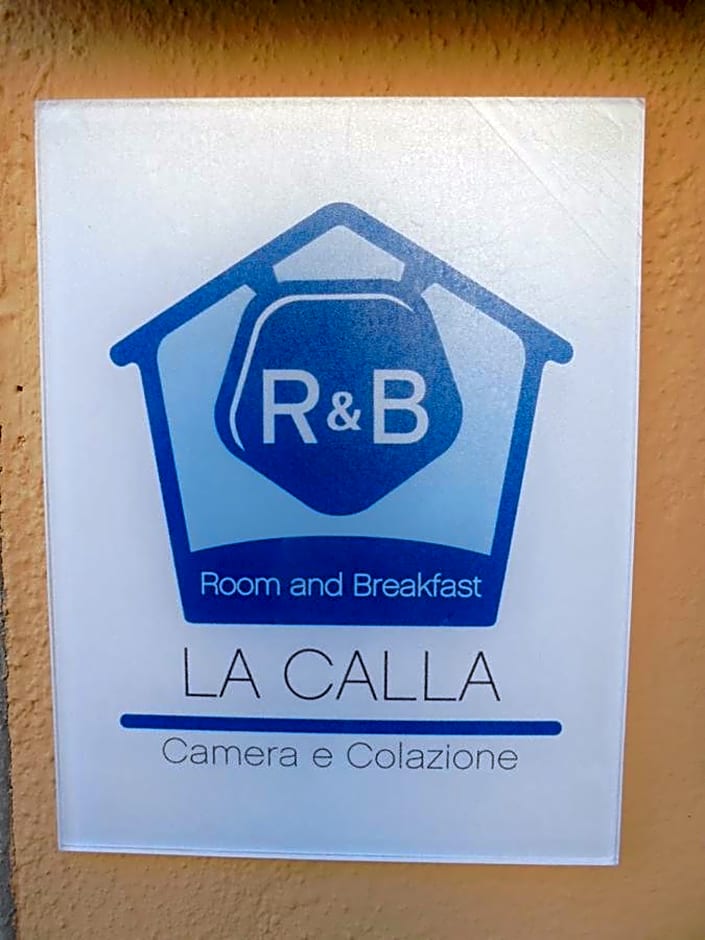 R&B
Room and Breakfast
LA CALLA
Camera e Colazione